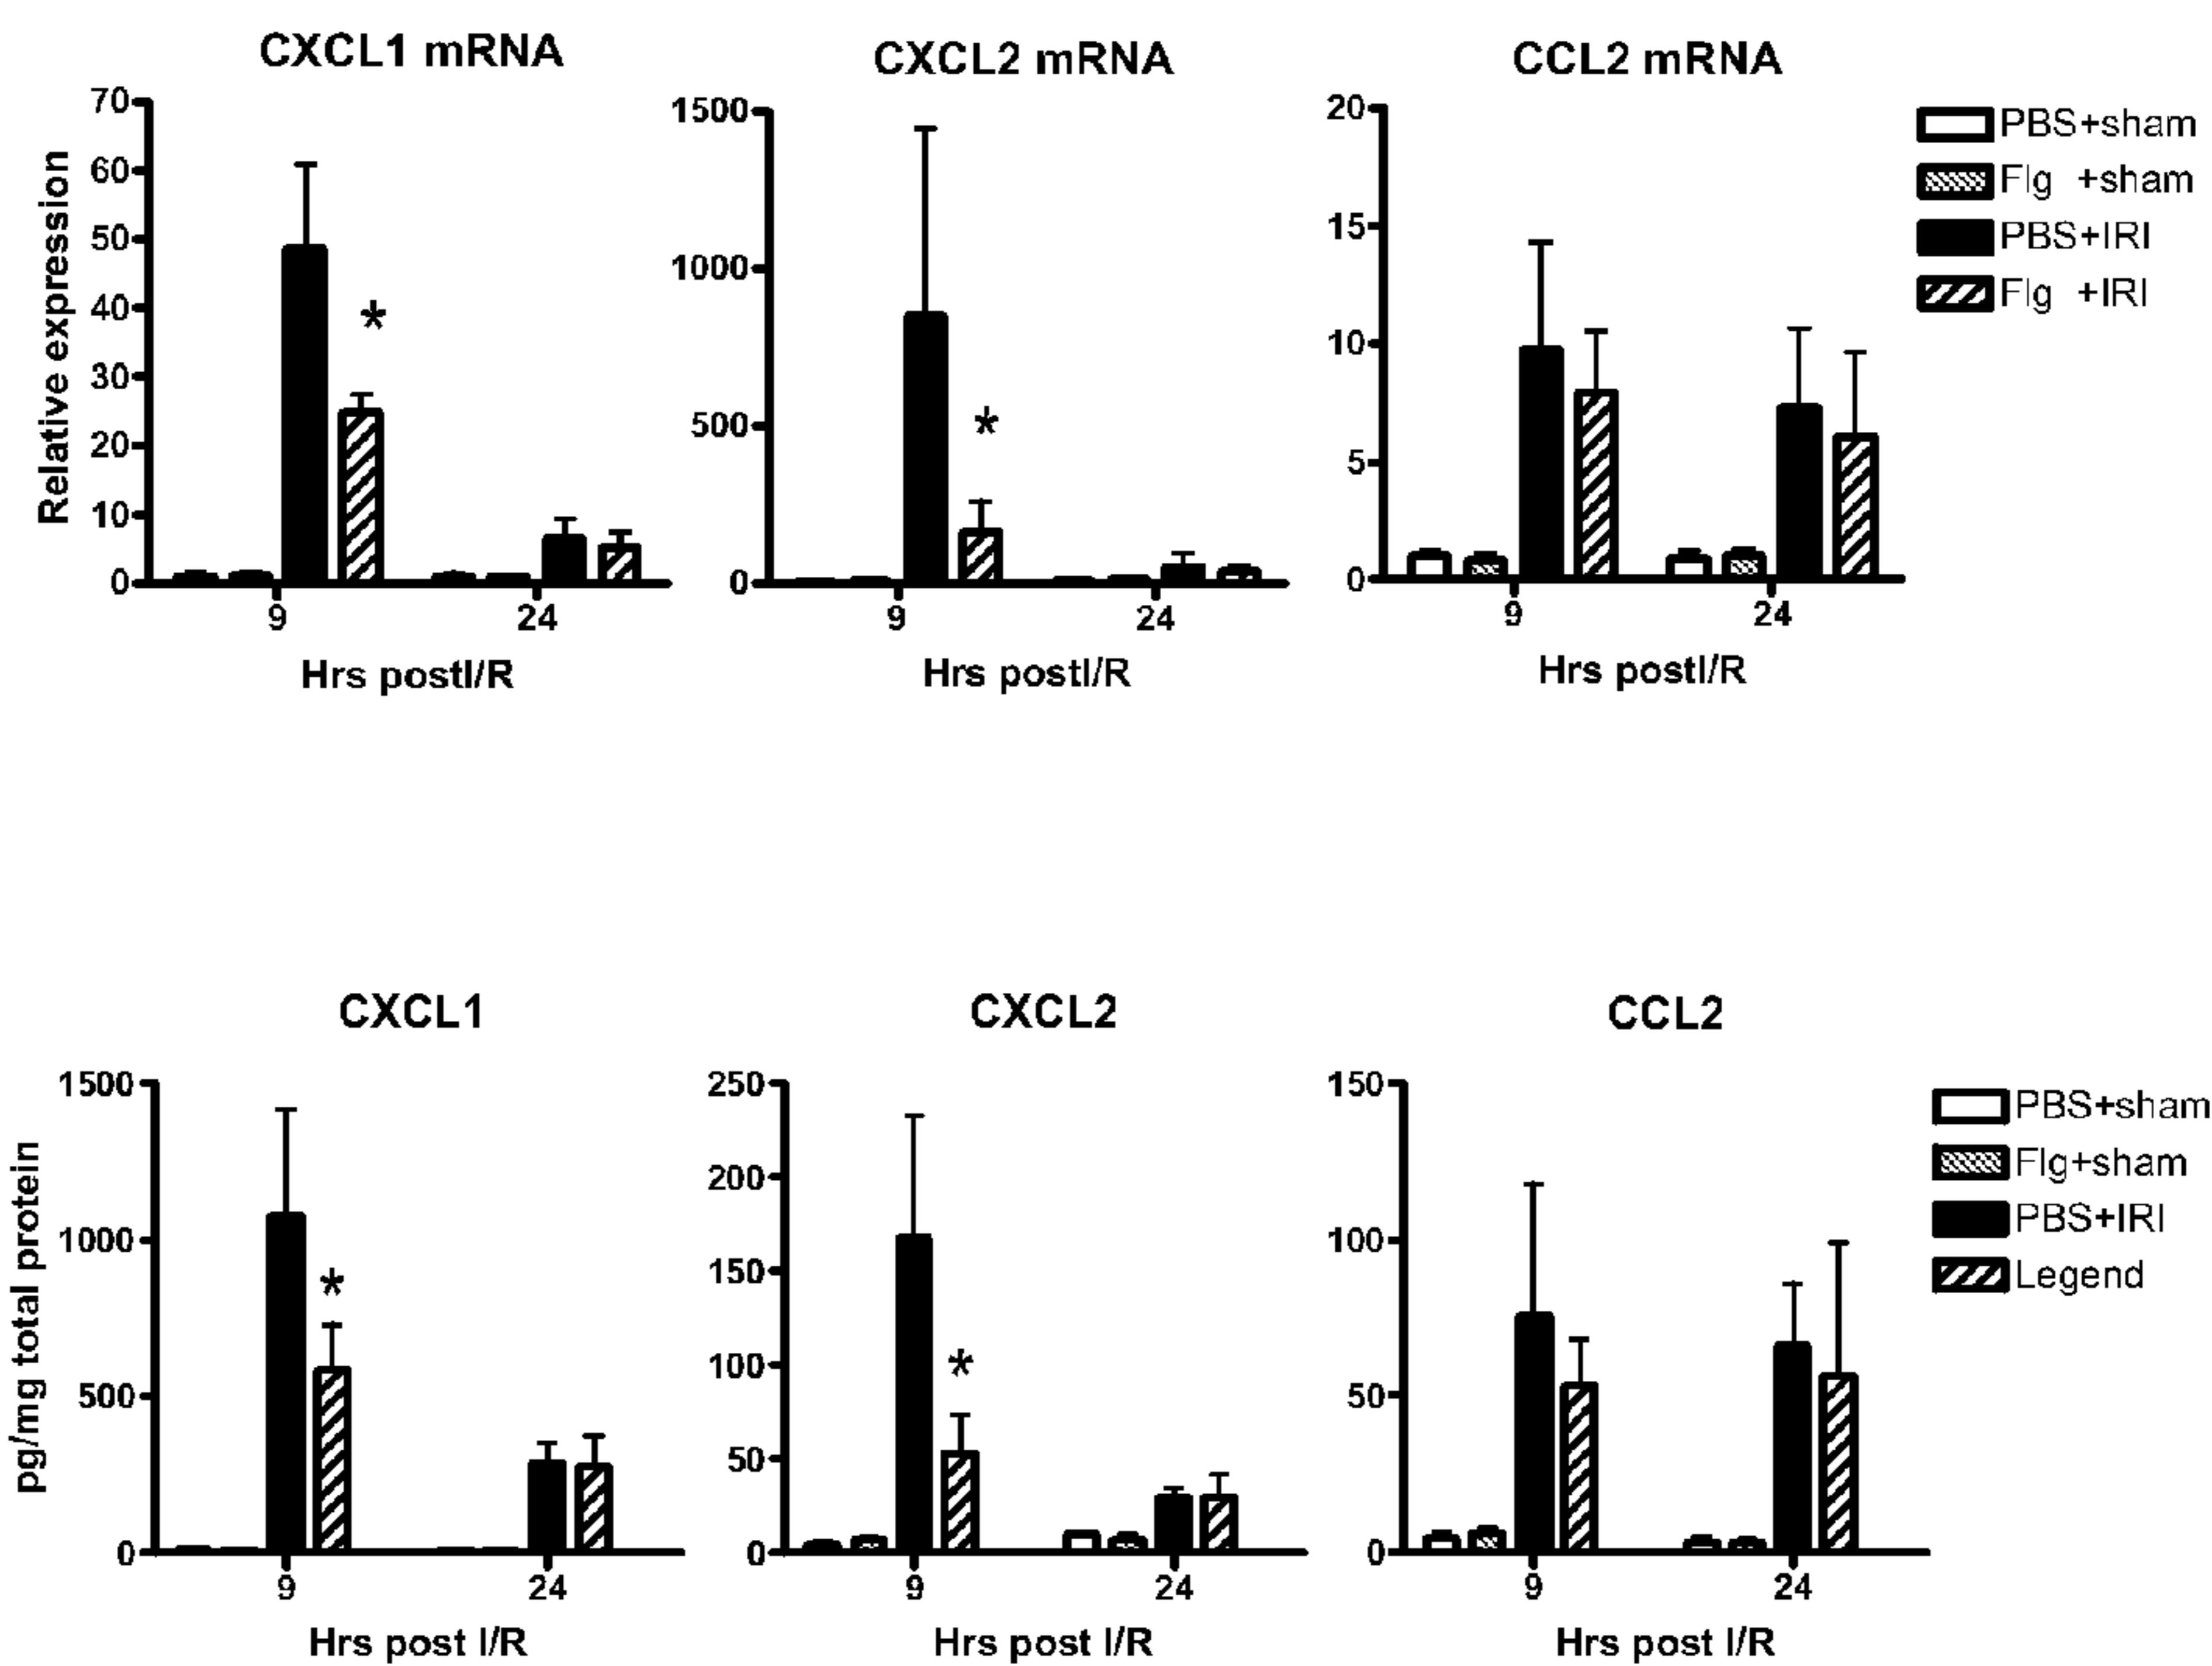 CXCL1 mRNA
CXCL2 mRNA
CCL2 mRNA
Relative expression
70
60
50
40
30
20
10
0
*
9
24
Hrs postI/R
1500
1000
500
0
*
9
24
Hrs postI/R
20
15
10
5
0
9
24
Hrs postI/R
PBS+sham
Flg +sham
PBS+IRI
Flg +IRI
CXCL1
CXCL2
CCL2
pg/mg total protein
1500
1000
500
0
*
9
24
Hrs post I/R
250
200
150
100
50
0
*
9
24
Hrs post I/R
150
100
50
0
9
24
Hrs post I/R
PBS+sham
Flg+sham
PBS+IRI
Legend